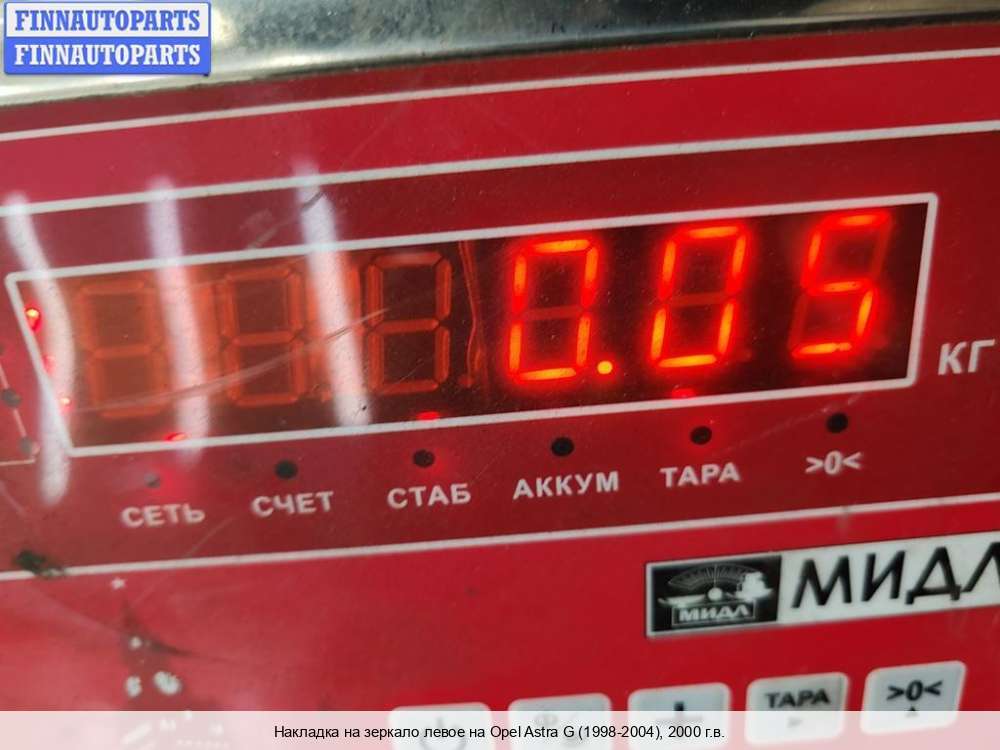 FINNAUTOPARTS
FINNAUTOPARTS
0.05
КГ
СЕТЬ СЧЕТ СТАБ АККУМ ТАРА >0<
МИДЛ МИДЛ
ТАРА >0<
Накладка на зеркало левое на Opel Astra G (1998-2004), 2000 г.в.